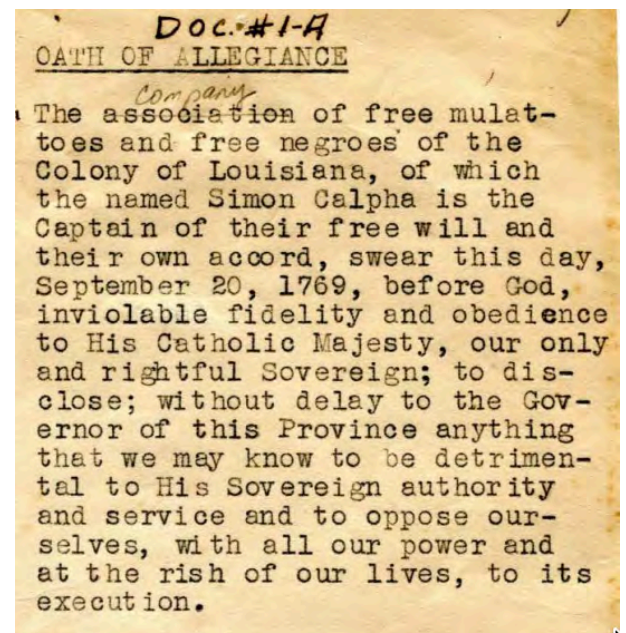 DOC. #1-A
OATH OF ALLEGIANCE
company
The association of free mulat-
toes and free negroes of the
Colony of Louisiana, of which
the named Simon Calpha is the
Captain of their free will and
their own accord, swear this day,
September 20, 1769, before God,
inviolable fidelity and obedience
to His Catholic Majesty, our only
and rightful Sovereign; to dis-
close; without delay to the Gov-
ernor of this Province anything
that we may know to be detrimen-
tal to His Sovereign authority
and service and to oppose our-
selves, with all our power and
at the rish of our lives, to its
execution.